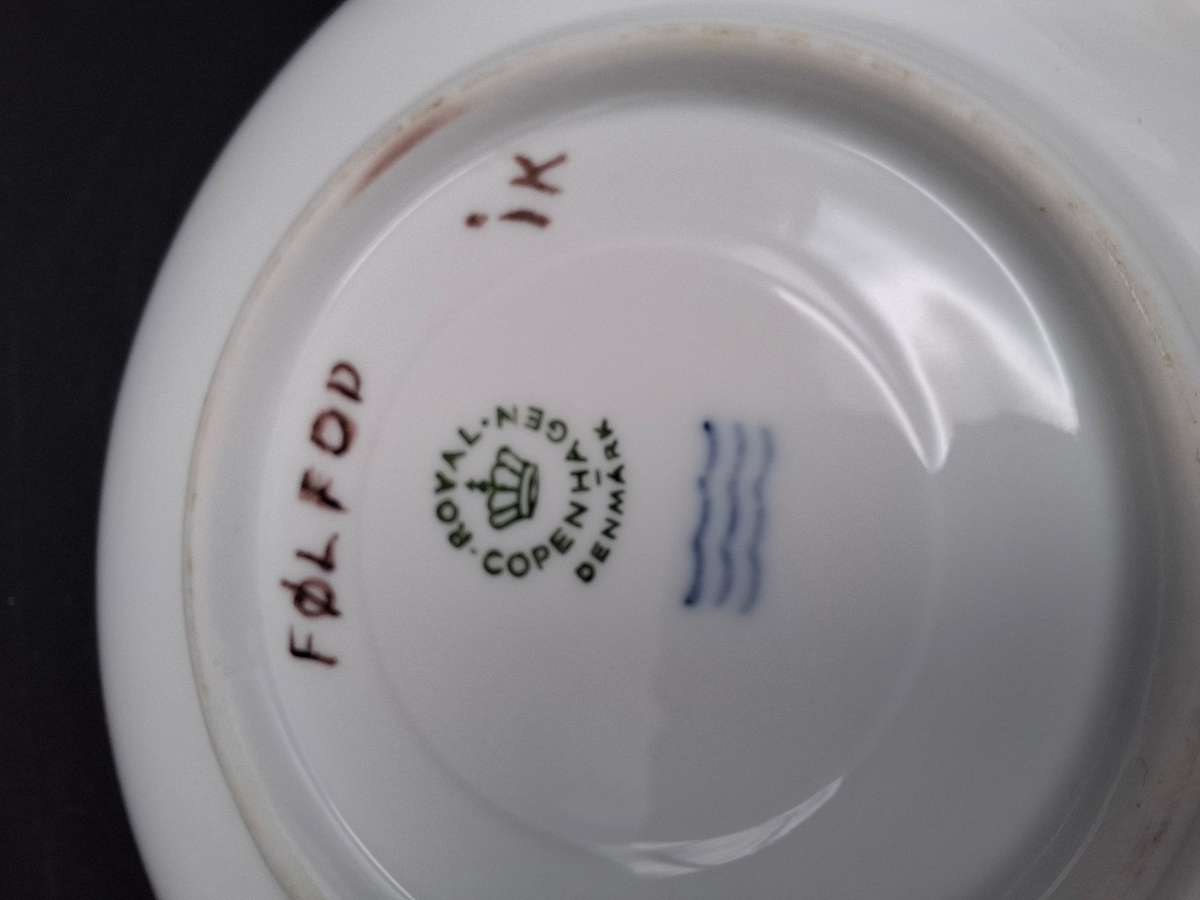 FØLFOD
iK
ROYAL · COPENHAGEN
DENMARK